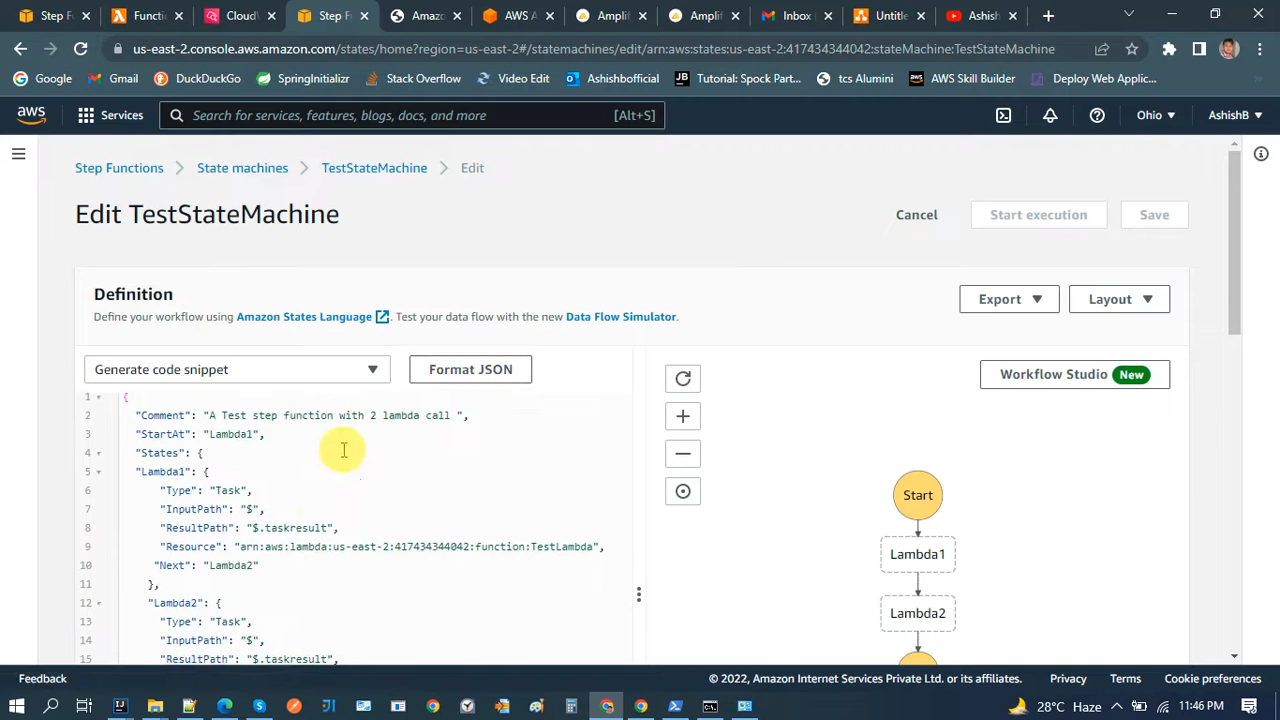 Step F
Functi
CloudV
Step F
Amazo
AWS A
Amplif
Amplif
Inbox
Untitle
Ashish
us-east-2.console.aws.amazon.com/states/home?region=us-east-2#/statemachines/edit/arn:aws:states:us-east-2:417434344042:stateMachine:TestStateMachine
Google
Gmail
DuckDuckGo
SpringInitializr
Stack Overflow
Video Edit
Ashishbofficial
Tutorial: Spock Par...
tcs Alumini
AWS Skill Builder
Deploy Web Applic...
aws
Services
Search for services, features, blogs, docs, and more
[Alt+S]
Ohio
AshishB
Step Functions
State machines
TestStateMachine
Edit
Edit TestStateMachine
Cancel
Start execution
Save
Definition
Export
Layout
Define your workflow using Amazon States Language. Test your data flow with the new Data Flow Simulator.
Generate code snippet
Format JSON
Workflow Studio New
1 {
2 "Comment": "A Test step function with 2 lambda call ",
3 "StartAt": "Lambda1",
4 "States": {
5 "Lambda1": {
6 "Type": "Task",
7 "InputPath": "$",
8 "ResultPath": "$.taskresult",
9 "Resource": "arn:aws:lambda:us-east-2:417434344042:function:TestLambda",
10 "Next": "Lambda2"
11 },
12 "Lambda2": {
13 "Type": "Task",
14 "InputPath": "$",
15 "ResultPath": "$.taskresult",
Start
Lambda1
Lambda2
Feedback
© 2022, Amazon Internet Services Private Ltd. or its affiliates.
Privacy
Terms
Cookie preferences
28°C Haze
11:46 PM